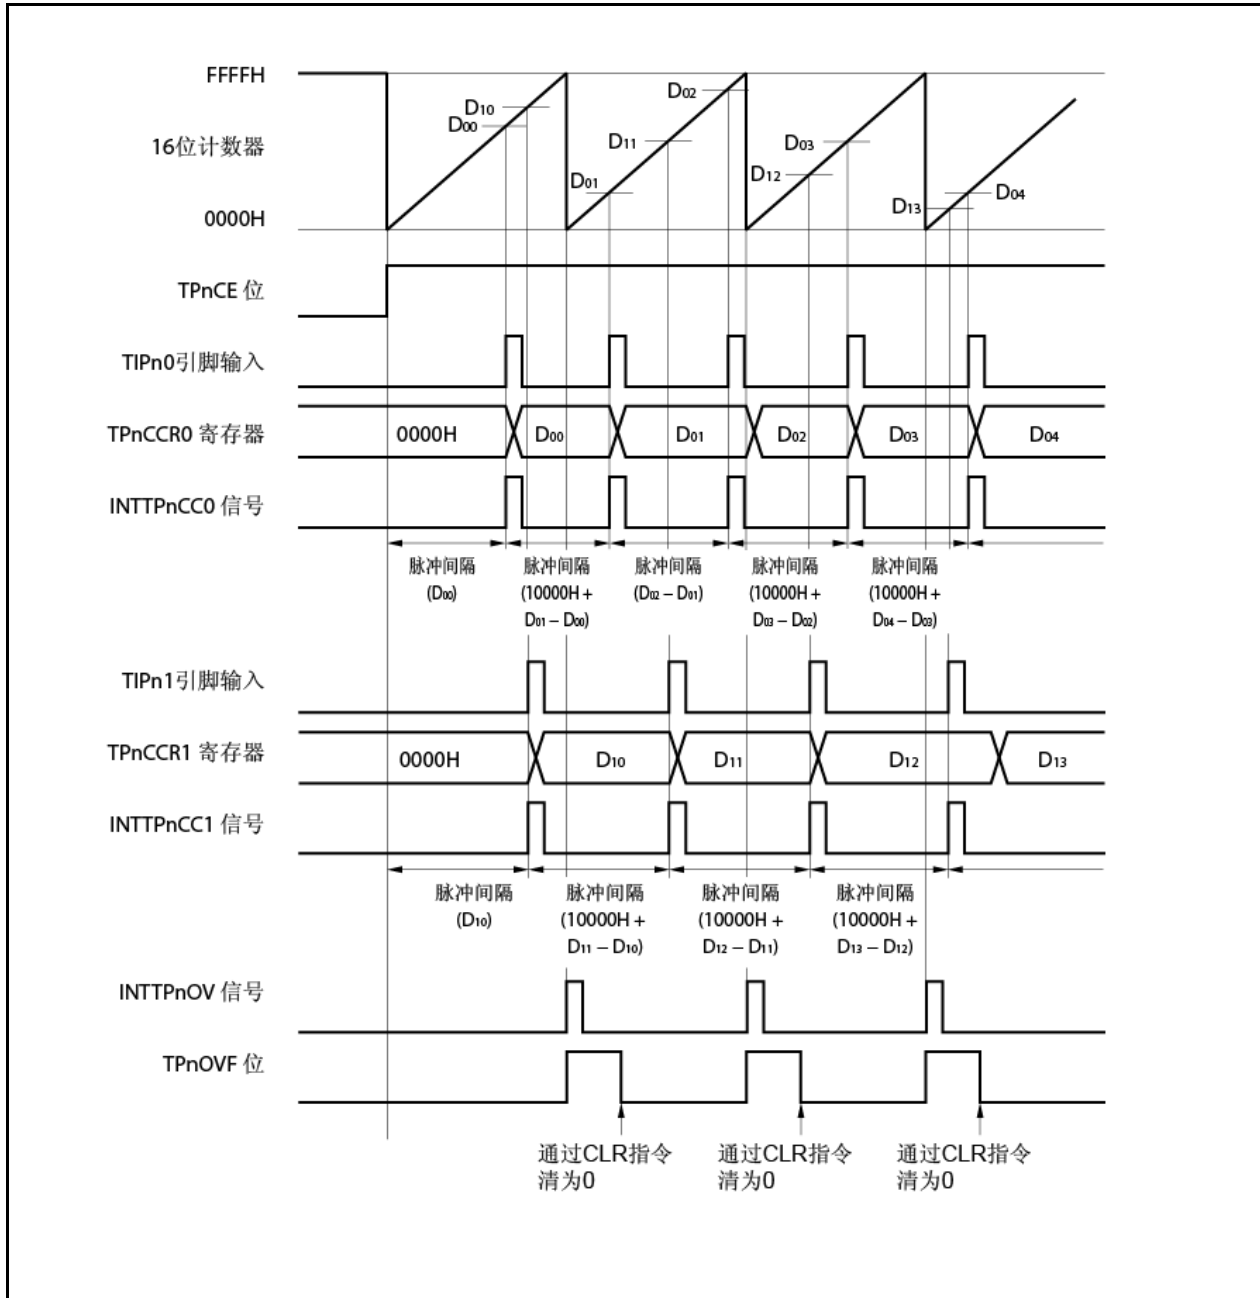 FFFFH
D10
D00
16位计数器
0000H
D01
D11
D02
D12
D03
D13
D04
TPnCE 位
TIPn0引脚输入
TPnCCR0 寄存器
0000H
D00
D01
D02
D03
D04
INTTPnCC0 信号
脉冲间隔
(D00)
脉冲间隔
(10000H +
D01 – D00)
脉冲间隔
(D02 – D01)
脉冲间隔
(10000H +
D03 – D02)
脉冲间隔
(10000H +
D04 – D03)
TIPn1引脚输入
TPnCCR1 寄存器
0000H
D10
D11
D12
D13
INTTPnCC1 信号
脉冲间隔
(D10)
脉冲间隔
(10000H +
D11 – D10)
脉冲间隔
(10000H +
D12 – D11)
脉冲间隔
(10000H +
D13 – D12)
INTTPnOV 信号
TPnOVF 位
通过CLR指令
清为0
通过CLR指令
清为0
通过CLR指令
清为0